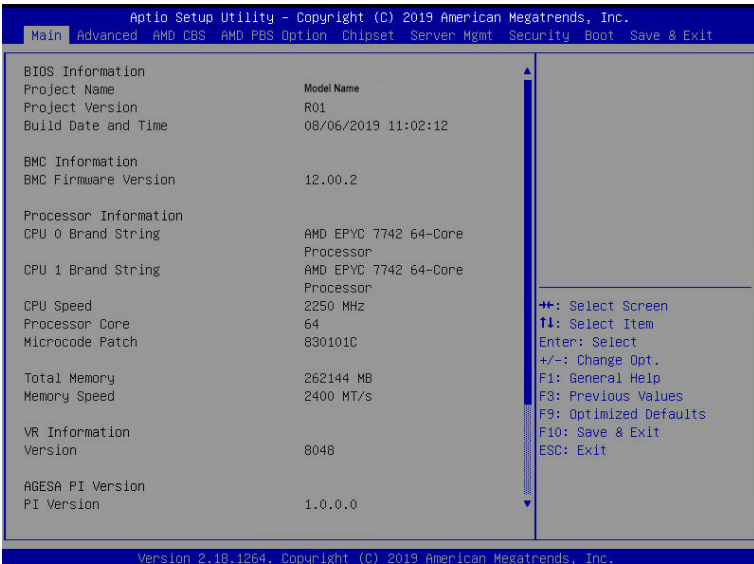 Aptio Setup Utility – Copyright (C) 2019 American Megatrends, Inc.
Main Advanced AMD CBS AMD PBS Option Chipset Server Mgmt Security Boot Save & Exit
BIOS Information
Project Name Model Name
Project Version R01
Build Date and Time 08/06/2019 11:02:12
BMC Information
BMC Firmware Version 12.00.2
Processor Information
CPU 0 Brand String AMD EPYC 7742 64-Core
Processor
CPU 1 Brand String AMD EPYC 7742 64-Core
Processor
CPU Speed 2250 MHz
Processor Core 64
Microcode Patch 830101C
Total Memory 262144 MB
Memory Speed 2400 MT/s
VR Information
Version 8048
AGESA PI Version
PI Version 1.0.0.0
→←: Select Screen
↑↓: Select Item
Enter: Select
+/-: Change Opt.
F1: General Help
F3: Previous Values
F9: Optimized Defaults
F10: Save & Exit
ESC: Exit
Version 2.18.1264. Copyright (C) 2019 American Megatrends, Inc.